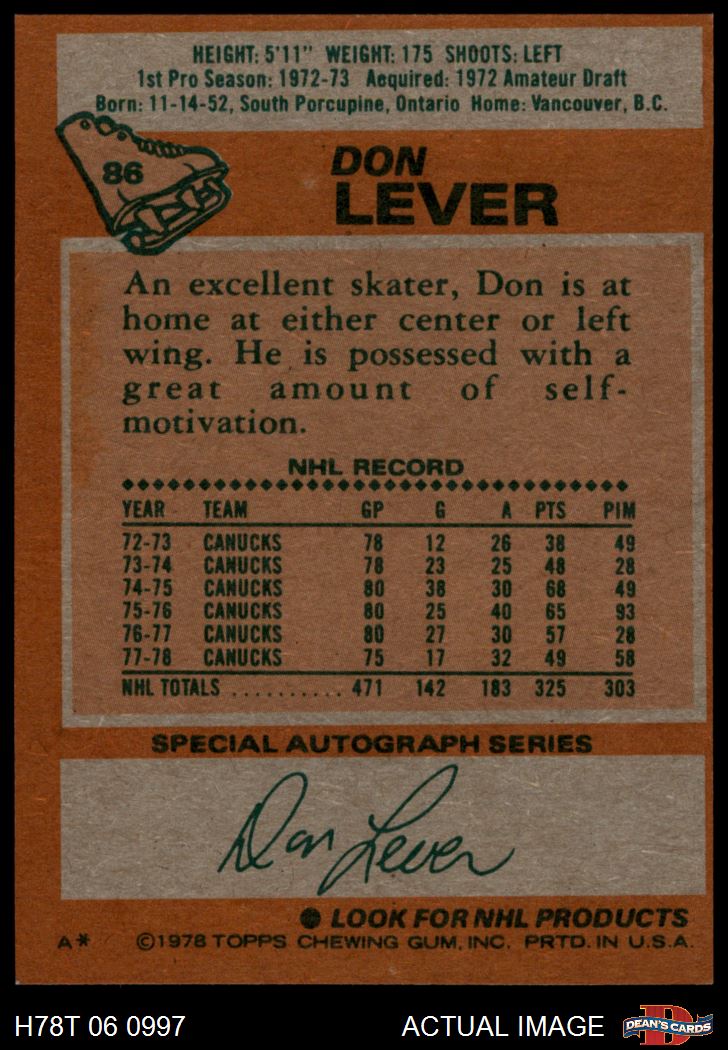 HEIGHT: 5'11" WEIGHT: 175 SHOOTS: LEFT
1st Pro Season: 1972-73 Acquired: 1972 Amateur Draft
Born: 11-14-52, South Porcupine, Ontario Home: Vancouver, B.C.
86
DON
LEVER
An excellent skater, Don is at
home at either center or left
wing. He is possessed with a
great amount of self-
motivation.
NHL RECORD
YEAR TEAM GP G A PTS PIM
72-73 CANUCKS 78 12 26 38 49
73-74 CANUCKS 78 23 25 48 28
74-75 CANUCKS 80 38 30 68 49
75-76 CANUCKS 80 25 40 65 93
76-77 CANUCKS 80 27 30 57 28
77-78 CANUCKS 75 17 32 49 58
NHL TOTALS .......... 471 142 183 325 303
SPECIAL AUTOGRAPH SERIES
Don Lever
● LOOK FOR NHL PRODUCTS
A* ©1978 TOPPS CHEWING GUM, INC. PRTD. IN U.S.A.
H78T 06 0997 ACTUAL IMAGE D DEAN'S CARDS